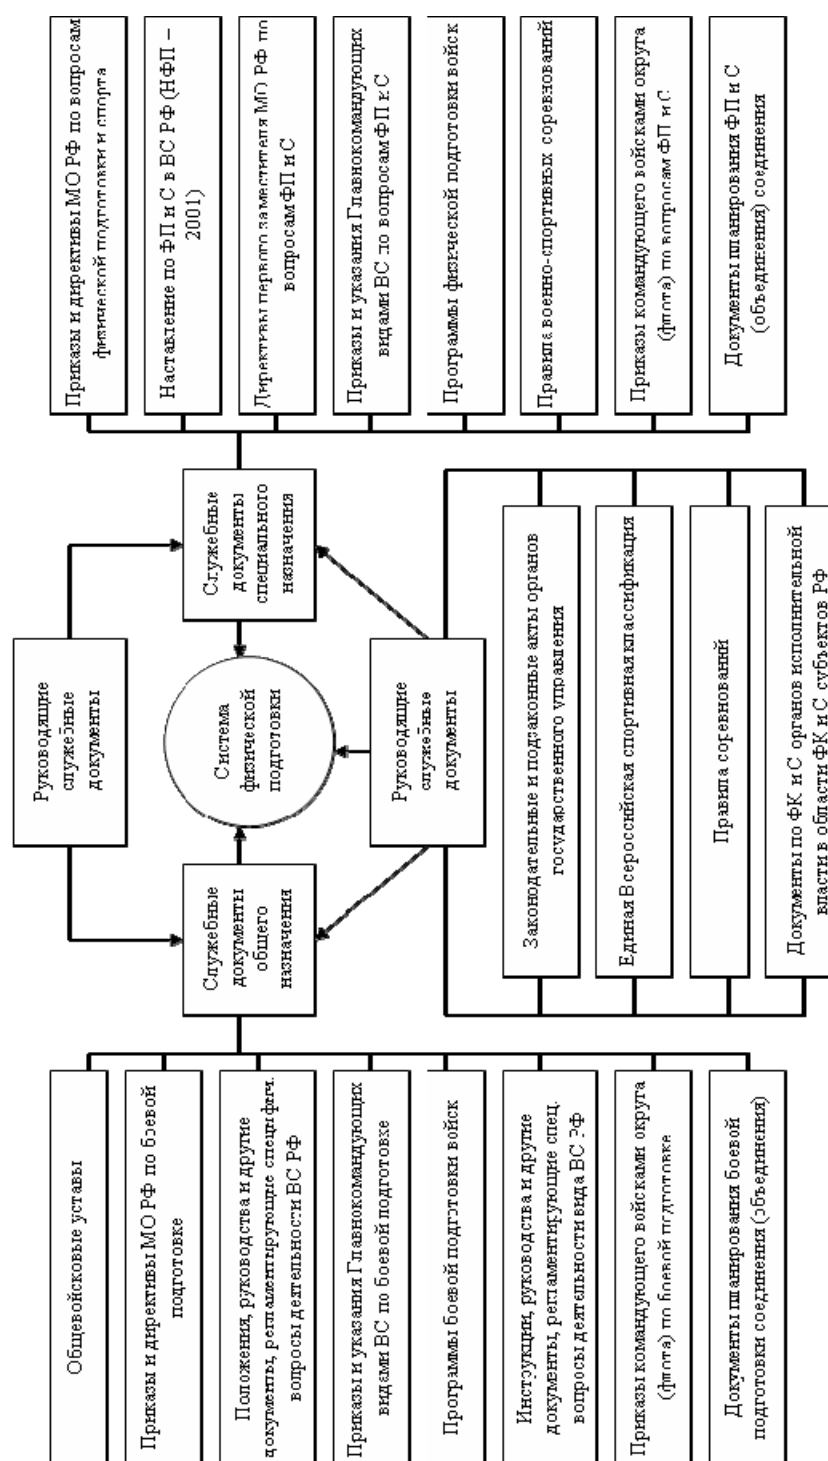 Руководящие
служебные
документы
Служебные
документы
общего
назначения
Система
физической
подготовки
Служебные
документы
специального
назначения
Руководящие
служебные
документы
Общевойсковые уставы
Приказы и директивы МО РФ по боевой
подготовке
Положения, руководства и другие
документы, регламентирующие специфич.
вопросы деятельности ВС РФ
Приказы и указания Главнокомандующих
видами ВС по боевой подготовке
Программы боевой подготовки войск
Инструкции, руководства и другие
документы, регламентирующие спец.
вопросы деятельности вида ВС РФ
Приказы командующего войсками округа
(флота) по боевой подготовке
Документы планирования боевой
подготовки соединения (объединения)
Законодательные и подзаконные акты органов
государственного управления
Единая Всероссийская спортивная классификация
Правила соревнований
Документы по ФК и С органов исполнительной
власти в области ФК и С субъектов РФ
Приказы и директивы МО РФ по вопросам
физической подготовки и спорта
Наставление по ФП и С в ВС РФ (НФП –
2001)
Директивы первого заместителя МО РФ по
вопросам ФП и С
Приказы и указания Главнокомандующих
видами ВС по вопросам ФП и С
Программы физической подготовки войск
Правила военно-спортивных соревнований
Приказы командующего войсками округа
(флота) по вопросам ФП и С
Документы планирования ФП и С
(объединения) соединения